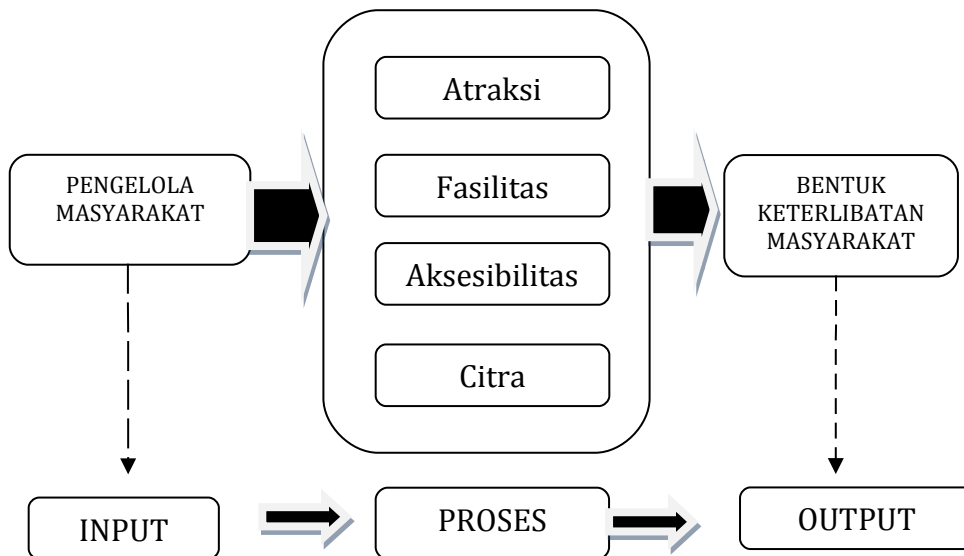 Atraksi
Fasilitas
Aksesibilitas
Citra
PENGELOLA
MASYARAKAT
BENTUK
KETERLIBATAN
MASYARAKAT
INPUT
PROSES
OUTPUT